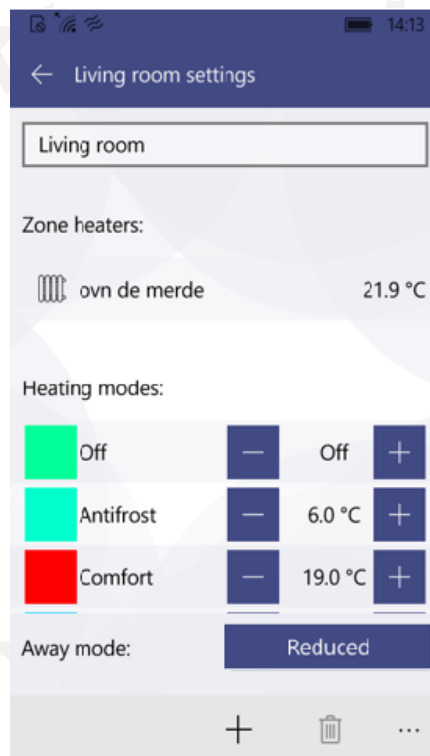 14:13
Living room settings
Living room
Zone heaters:
ovn de merde 21.9 °C
Heating modes:
Off Off
Antifrost 6.0 °C
Comfort 19.0 °C
Away mode: Reduced